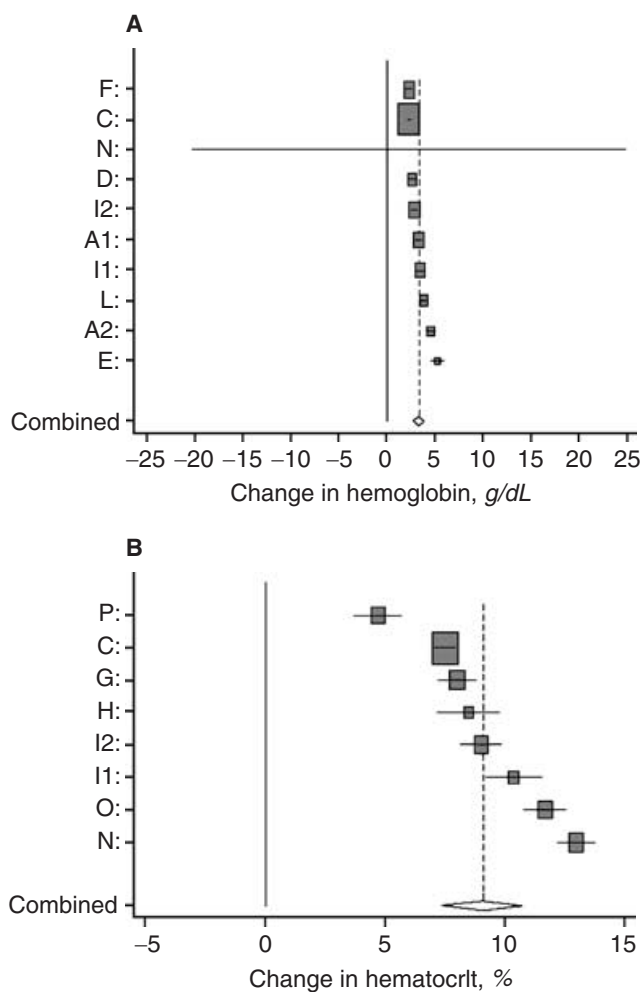 A
F:
C:
N:
D:
I2:
A1:
I1:
L:
A2:
E:
Combined
−25 −20 −15 −10 −5 0 5 10 15 20 25
Change in hemoglobin, g/dL
B
P:
C:
G:
H:
I2:
I1:
O:
N:
Combined
−5 0 5 10 15
Change in hematocrIt, %